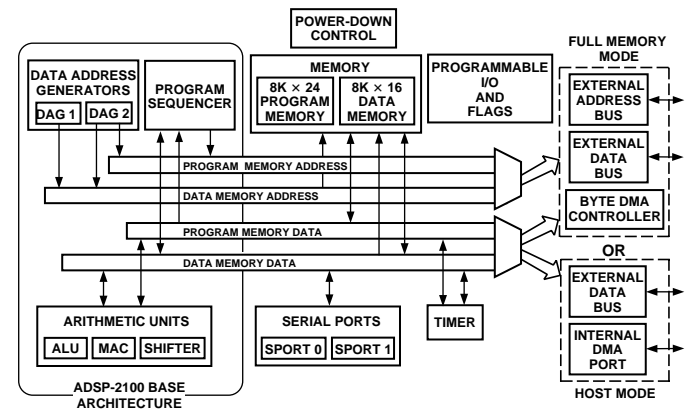 POWER-DOWN
CONTROL
FULL MEMORY
MODE
DATA ADDRESS
GENERATORS
DAG 1
DAG 2
PROGRAM
SEQUENCER
MEMORY
8K × 24
PROGRAM
MEMORY
8K × 16
DATA
MEMORY
PROGRAMMABLE
I/O
AND
FLAGS
EXTERNAL
ADDRESS
BUS
EXTERNAL
DATA
BUS
BYTE DMA
CONTROLLER
PROGRAM MEMORY ADDRESS
DATA MEMORY ADDRESS
PROGRAM MEMORY DATA
DATA MEMORY DATA
OR
EXTERNAL
DATA
BUS
INTERNAL
DMA
PORT
HOST MODE
ARITHMETIC UNITS
ALU
MAC
SHIFTER
SERIAL PORTS
SPORT 0
SPORT 1
TIMER
ADSP-2100 BASE
ARCHITECTURE